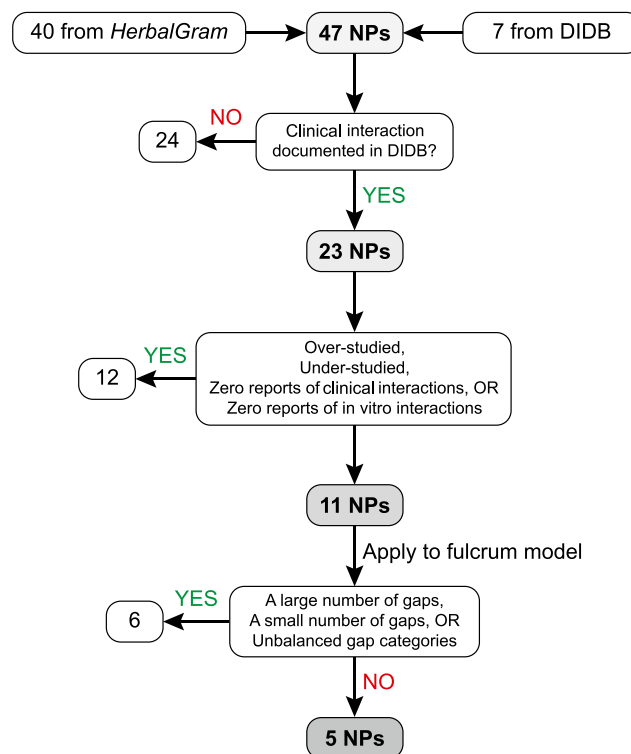 40 from HerbalGram
47 NPs
7 from DIDB
NO
24
Clinical interaction
documented in DIDB?
YES
23 NPs
YES
12
Over-studied,
Under-studied,
Zero reports of clinical interactions, OR
Zero reports of in vitro interactions
11 NPs
Apply to fulcrum model
YES
6
A large number of gaps,
A small number of gaps, OR
Unbalanced gap categories
NO
5 NPs